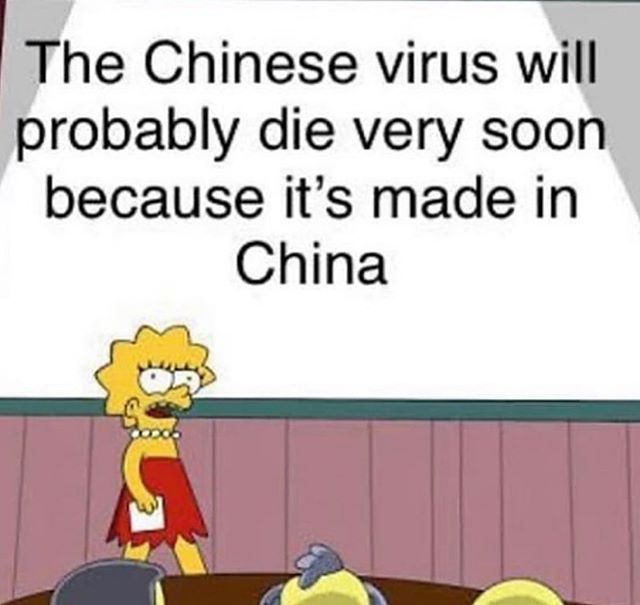 The Chinese virus will
probably die very soon
because it’s made in
China